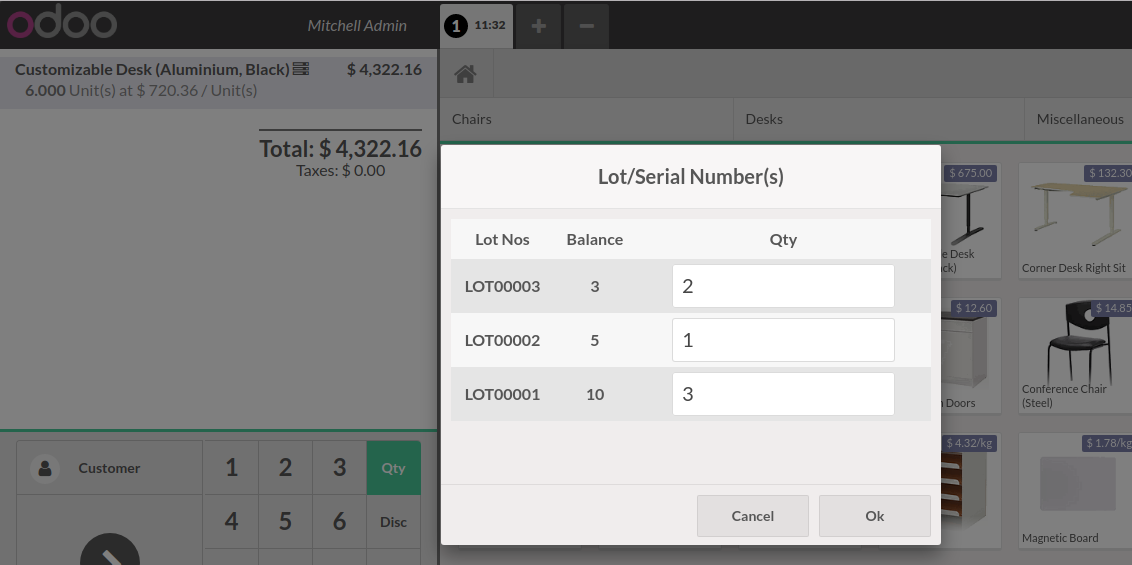 odoo
Mitchell Admin
1 11:32 + −
Customizable Desk (Aluminium, Black) $ 4,322.16
6.000 Unit(s) at $ 720.36 / Unit(s)
Total: $ 4,322.16
Taxes: $ 0.00
Chairs Desks Miscellaneous
$ 675.00 $ 132.30
Desk
Corner Desk Right Sit
$ 12.60 $ 14.85
Doors
Conference Chair
(Steel)
$ 4.32/kg $ 1.78/kg
Magnetic Board
Lot/Serial Number(s)
Lot Nos Balance Qty
LOT00003 3 2
LOT00002 5 1
LOT00001 10 3
Cancel Ok
Customer 1 2 3 Qty
4 5 6 Disc